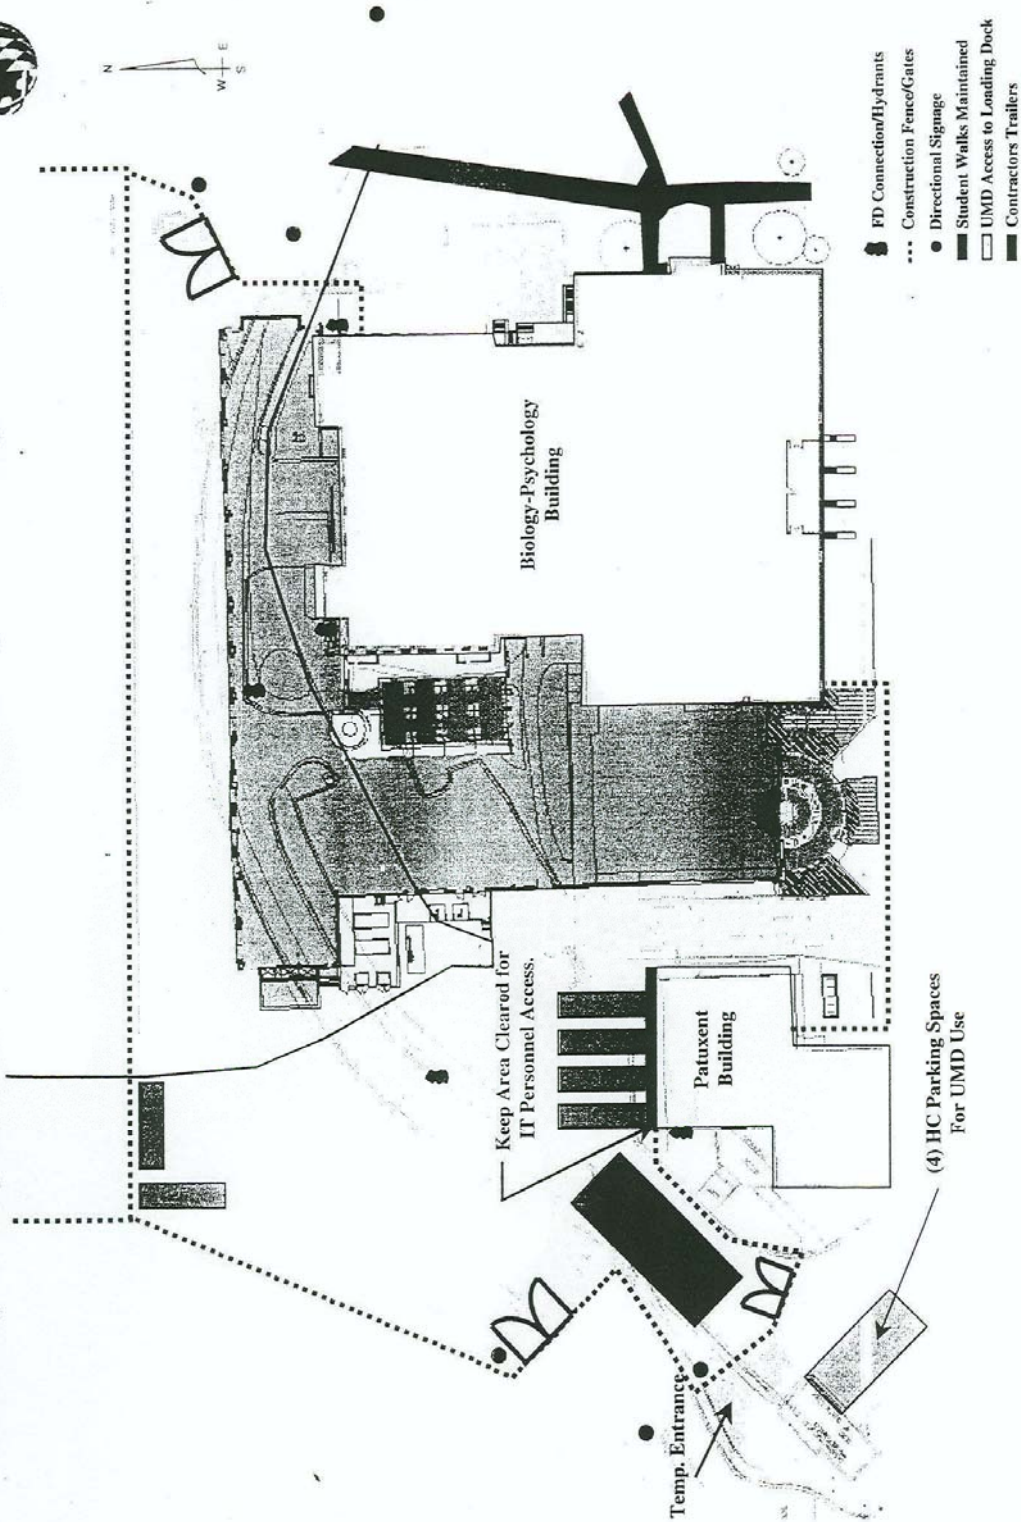 N
W
E
S
FD Connection/Hydrants
Construction Fence/Gates
Directional Signage
Student Walks Maintained
UMD Access to Loading Dock
Contractors Trailers
Biology-Psychology
Building
Keep Area Cleared for
IT Personnel Access.
Patuxent
Building
(4) HC Parking Spaces
For UMD Use
Temp. Entrance